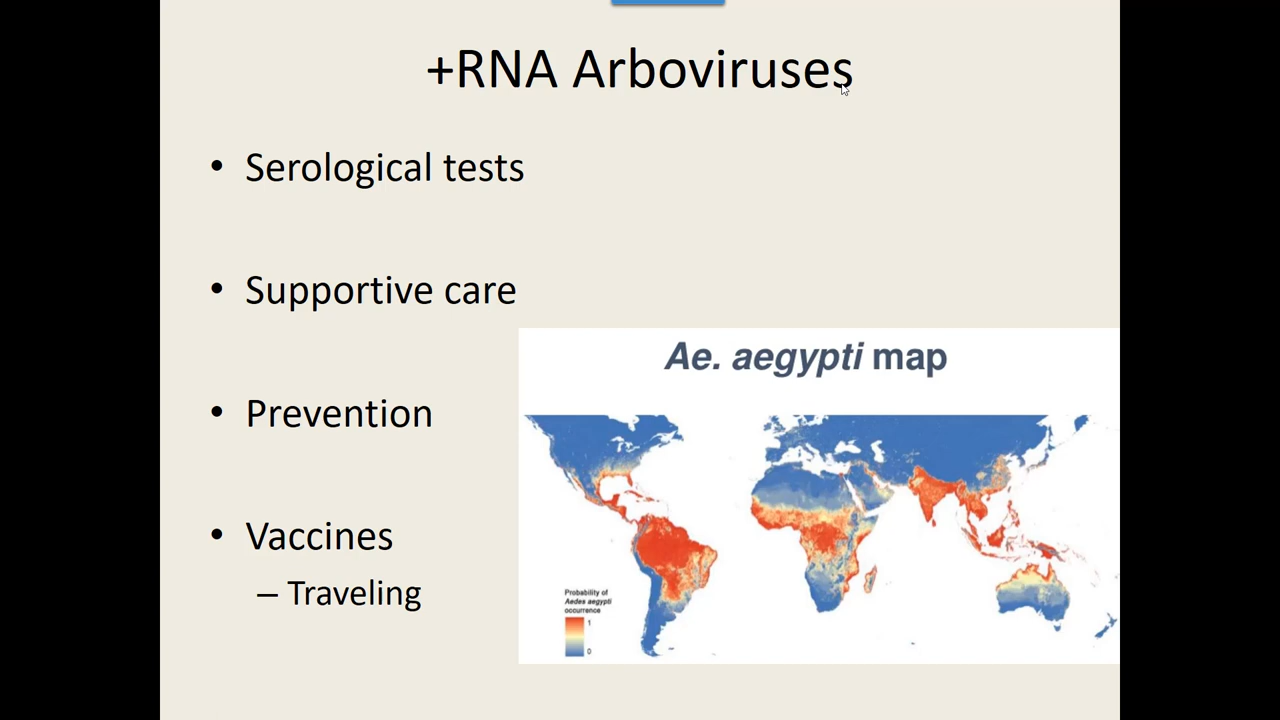 +RNA Arboviruses
• Serological tests
• Supportive care
• Prevention
• Vaccines
– Traveling
Ae. aegypti map
Probability of
Aedes aegypti
occurrence
1
0